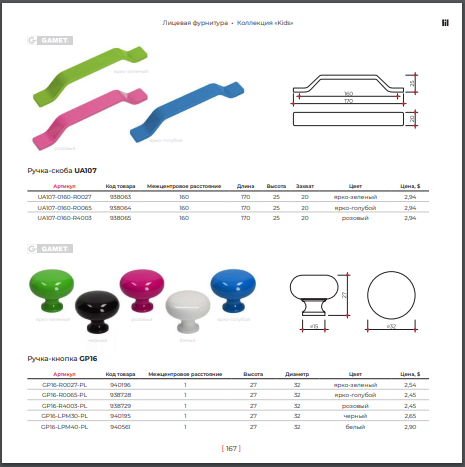 Лицевая фурнитура • Коллекция «Kids»
GAMET.
ярко-зеленый
розовый
ярко-голубой
25
160
170
20
Ручка-скоба UA107
Артикул Код товара Межцентровое расстояние Длина Высота Захват Цвет Цена, $
UA107-0160-R0027 938063 160 170 25 20 ярко-зеленый 2,94
UA107-0160-R0065 938064 160 170 25 20 ярко-голубой 2,94
UA107-0160-R4003 938065 160 170 25 20 розовый 2,94
GAMET.
ярко-зеленый
розовый
ярко-голубой
черный
белый
27
⌀15
⌀32
Ручка-кнопка GP16
Артикул Код товара Межцентровое расстояние Высота Диаметр Цвет Цена, $
GP16-R0027-PL 940196 1 27 32 ярко-зеленый 2,54
GP16-R0065-PL 938728 1 27 32 ярко-голубой 2,45
GP16-R4003-PL 938729 1 27 32 розовый 2,45
GP16-LPM30-PL 940195 1 27 32 черный 2,65
GP16-LPM40-PL 940561 1 27 32 белый 2,90
[ 167 ]